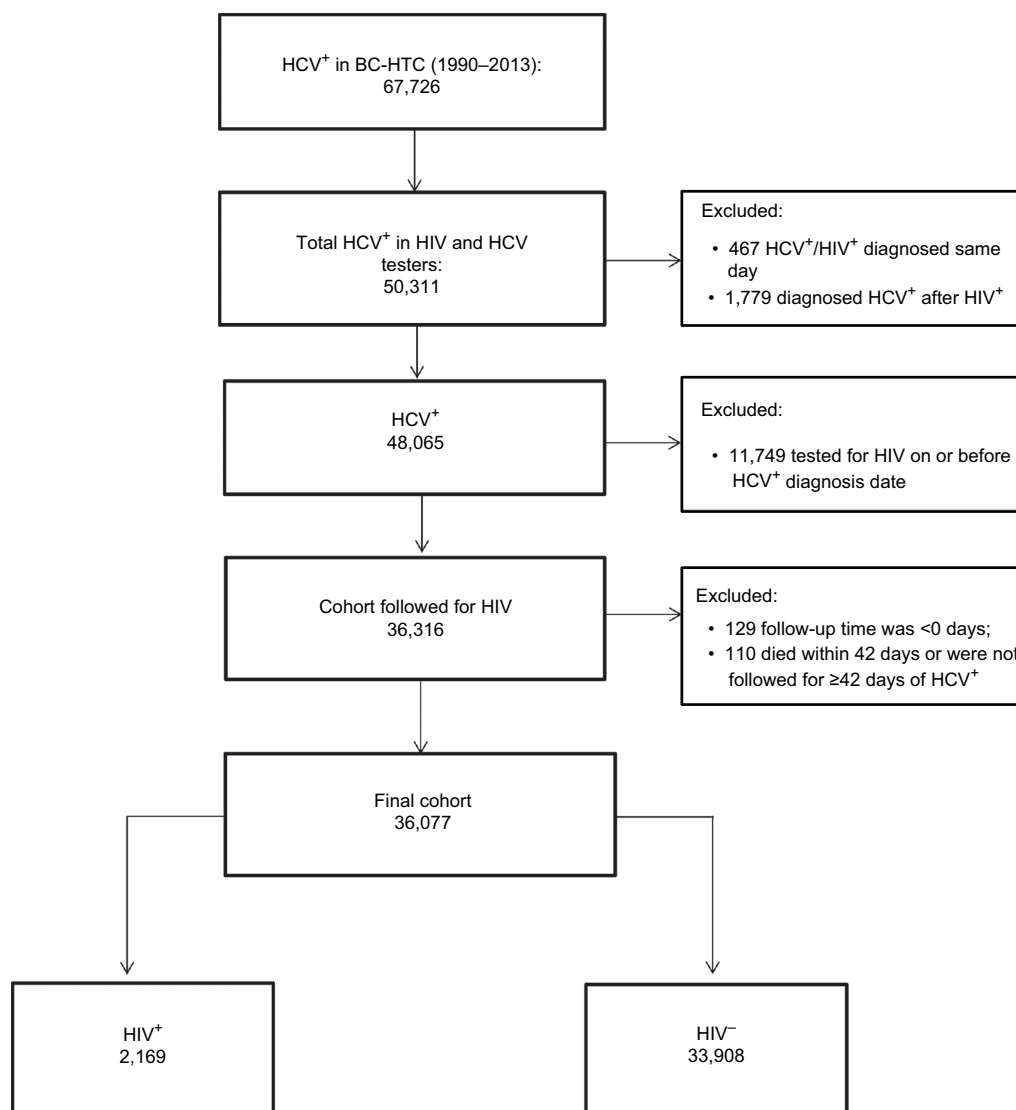 HCV⁺ in BC-HTC (1990–2013):
67,726
Total HCV⁺ in HIV and HCV
testers:
50,311
Excluded:
• 467 HCV⁺/HIV⁺ diagnosed same
day
• 1,779 diagnosed HCV⁺ after HIV⁺
HCV⁺
48,065
Excluded:
• 11,749 tested for HIV on or before
HCV⁺ diagnosis date
Cohort followed for HIV
36,316
Excluded:
• 129 follow-up time was <0 days;
• 110 died within 42 days or were not
followed for ≥42 days of HCV⁺
Final cohort
36,077
HIV⁺
2,169
HIV⁻
33,908